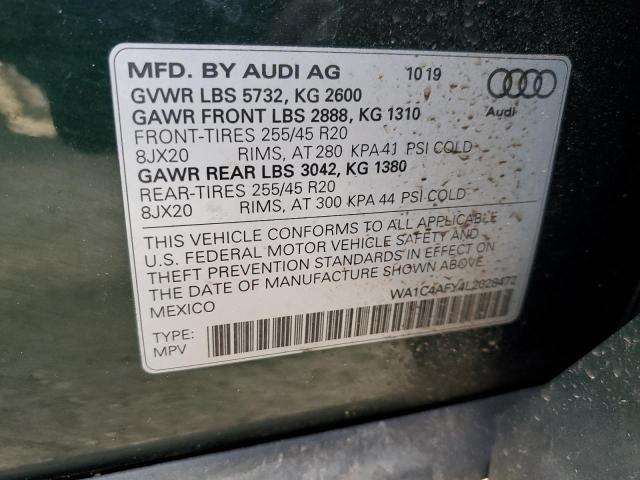 MFD. BY AUDI AG 10 19
GVWR LBS 5732, KG 2600
GAWR FRONT LBS 2888, KG 1310
FRONT-TIRES 255/45 R20
8JX20 RIMS, AT 280 KPA 41 PSI COLD
GAWR REAR LBS 3042, KG 1380
REAR-TIRES 255/45 R20
8JX20 RIMS, AT 300 KPA 44 PSI COLD
Audi
THIS VEHICLE CONFORMS TO ALL APPLICABLE
U.S. FEDERAL MOTOR VEHICLE SAFETY AND
THEFT PREVENTION STANDARDS IN EFFECT ON
THE DATE OF MANUFACTURE SHOWN ABOVE.
MEXICO
WA1C4AFY4L2028472
TYPE:
MPV